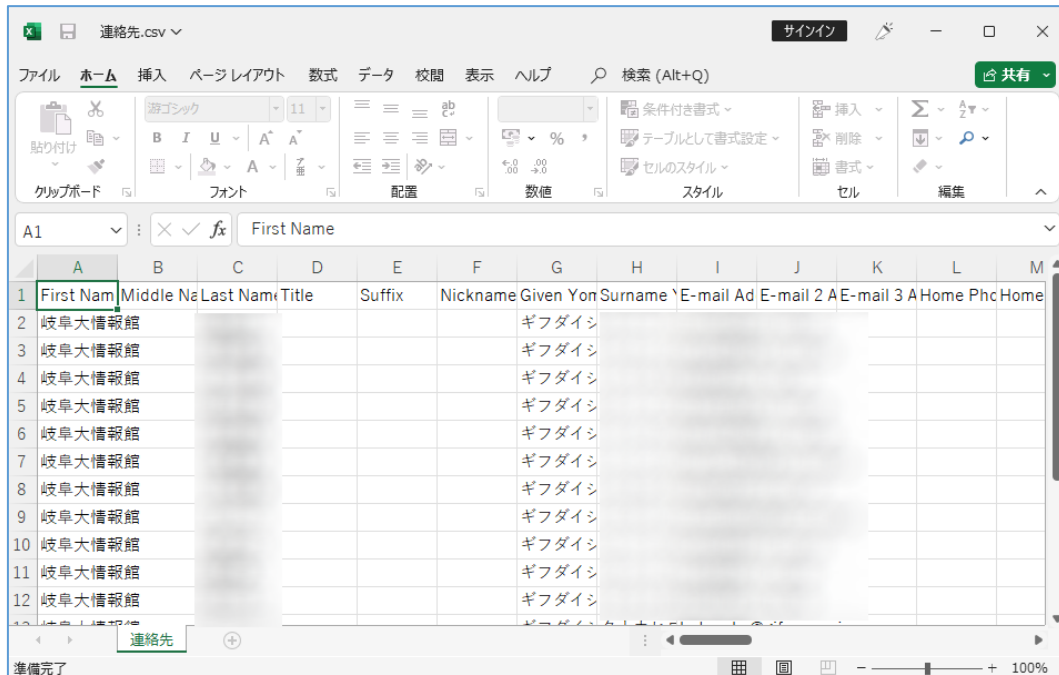 連絡先.csv サインイン
ファイル ホーム 挿入 ページ レイアウト 数式 データ 校閲 表示 ヘルプ 検索 (Alt+Q) 共有
游ゴシック 11 ab 条件付き書式 挿入
貼り付け B I U A A % テーブルとして書式設定 削除
A セルのスタイル 書式
クリップボード フォント 配置 数値 スタイル セル 編集
A1 fx First Name
A B C D E F G H I J K L M
1 First Nam Middle Na Last Name Title Suffix Nickname Given Yom Surname Y E-mail Ad E-mail 2 A E-mail 3 A Home Pho Home
2 岐阜大情報館 ギフダイシ
3 岐阜大情報館 ギフダイシ
4 岐阜大情報館 ギフダイシ
5 岐阜大情報館 ギフダイシ
6 岐阜大情報館 ギフダイシ
7 岐阜大情報館 ギフダイシ
8 岐阜大情報館 ギフダイシ
9 岐阜大情報館 ギフダイシ
10 岐阜大情報館 ギフダイシ
11 岐阜大情報館 ギフダイシ
12 岐阜大情報館 ギフダイシ
連絡先
準備完了 100%